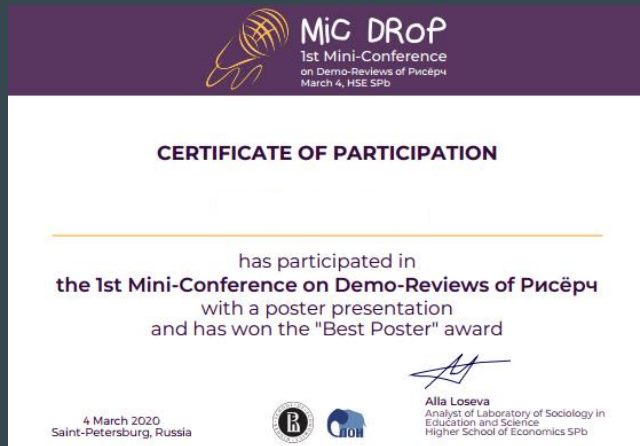 MiC DROP
1st Mini-Conference
on Demo-Reviews of Рисёрч
March 4, HSE SPb
CERTIFICATE OF PARTICIPATION
has participated in
the 1st Mini-Conference on Demo-Reviews of Рисёрч
with a poster presentation
and has won the "Best Poster" award
4 March 2020
Saint-Petersburg, Russia
Alla Loseva
Analyst of Laboratory of Sociology in
Education and Science
Higher School of Economics SPb